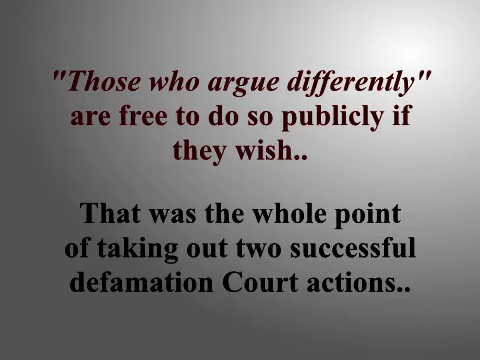 "Those who argue differently"
are free to do so publicly if
they wish..
That was the whole point
of taking out two successful
defamation Court actions..